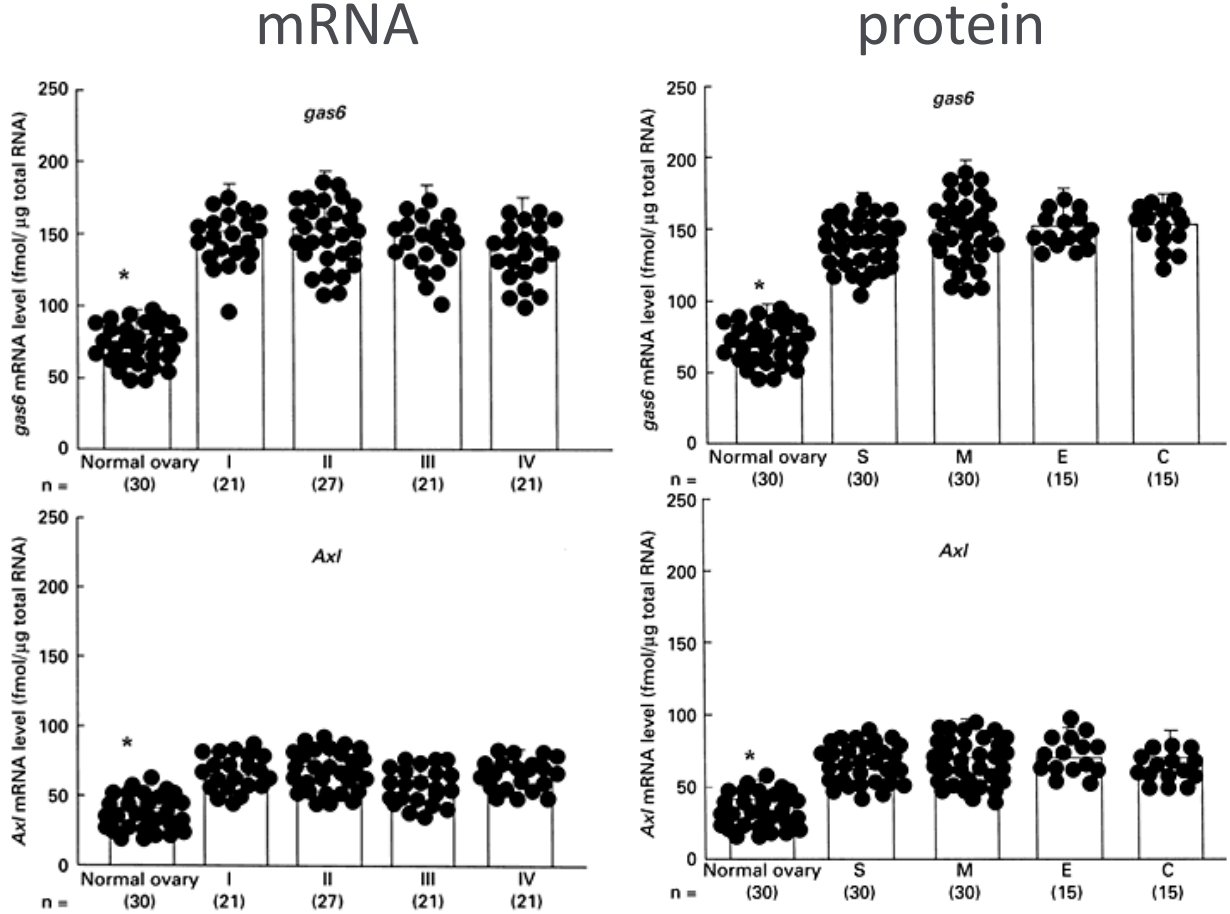 mRNA
protein
gas6 mRNA level (fmol/ µg total RNA)
250
200
150
100
50
0
gas6
*
Normal ovary I II III IV
n = (30) (21) (27) (21) (21)
gas6 mRNA level (fmol/ µg total RNA)
250
200
150
100
50
0
gas6
*
Normal ovary S M E C
n = (30) (30) (30) (15) (15)
Axl mRNA level (fmol/µg total RNA)
250
200
150
100
50
0
Axl
*
Normal ovary I II III IV
n = (30) (21) (27) (21) (21)
Axl mRNA level (fmol/µg total RNA)
250
200
150
100
50
0
Axl
*
Normal ovary S M E C
n = (30) (30) (30) (15) (15)